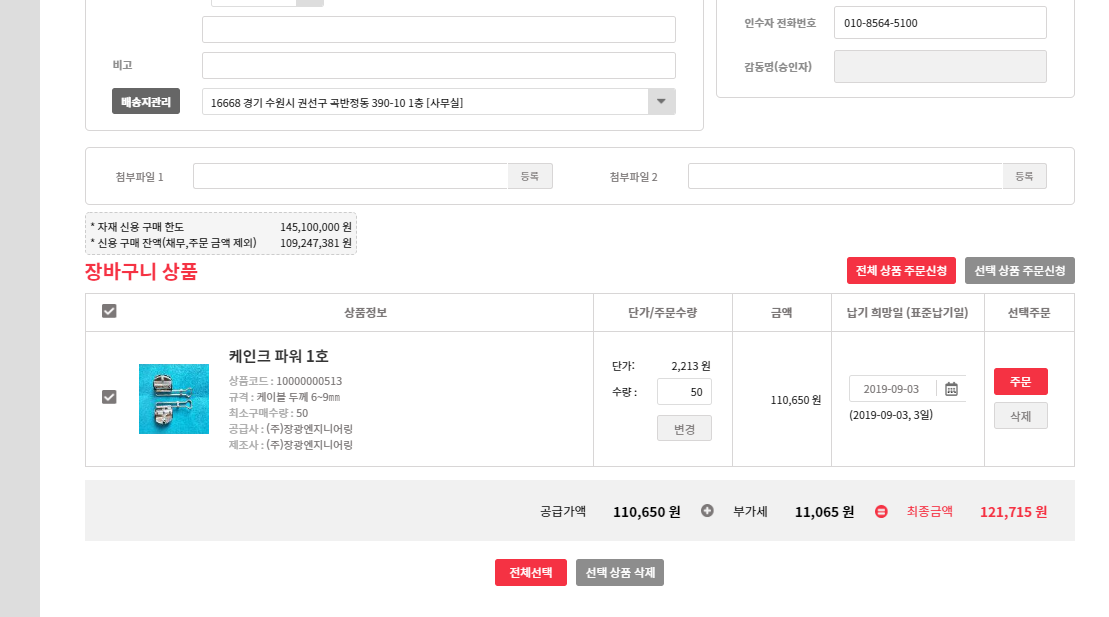 인수자 전화번호 010-8564-5100
비고
감동명(승인자)
배송지관리 16668 경기 수원시 권선구 곡반정동 390-10 1층 [사무실]
첨부파일 1 등록 첨부파일 2 등록
* 자재 신용 구매 한도 145,100,000 원
* 신용 구매 잔액(채무,주문 금액 제외) 109,247,381 원
장바구니 상품 전체 상품 주문신청 선택 상품 주문신청
상품정보 단가/주문수량 금액 납기 희망일 (표준납기일) 선택주문
케인크 파워 1호
상품코드 : 10000000513
규격 : 케이블 두께 6~9㎜
최소구매수량 : 50
공급사 : (주)장광엔지니어링
제조사 : (주)장광엔지니어링
단가: 2,213 원
수량 : 50
변경
110,650 원
2019-09-03
(2019-09-03, 3일)
주문
삭제
공급가액 110,650 원 부가세 11,065 원 최종금액 121,715 원
전체선택 선택 상품 삭제